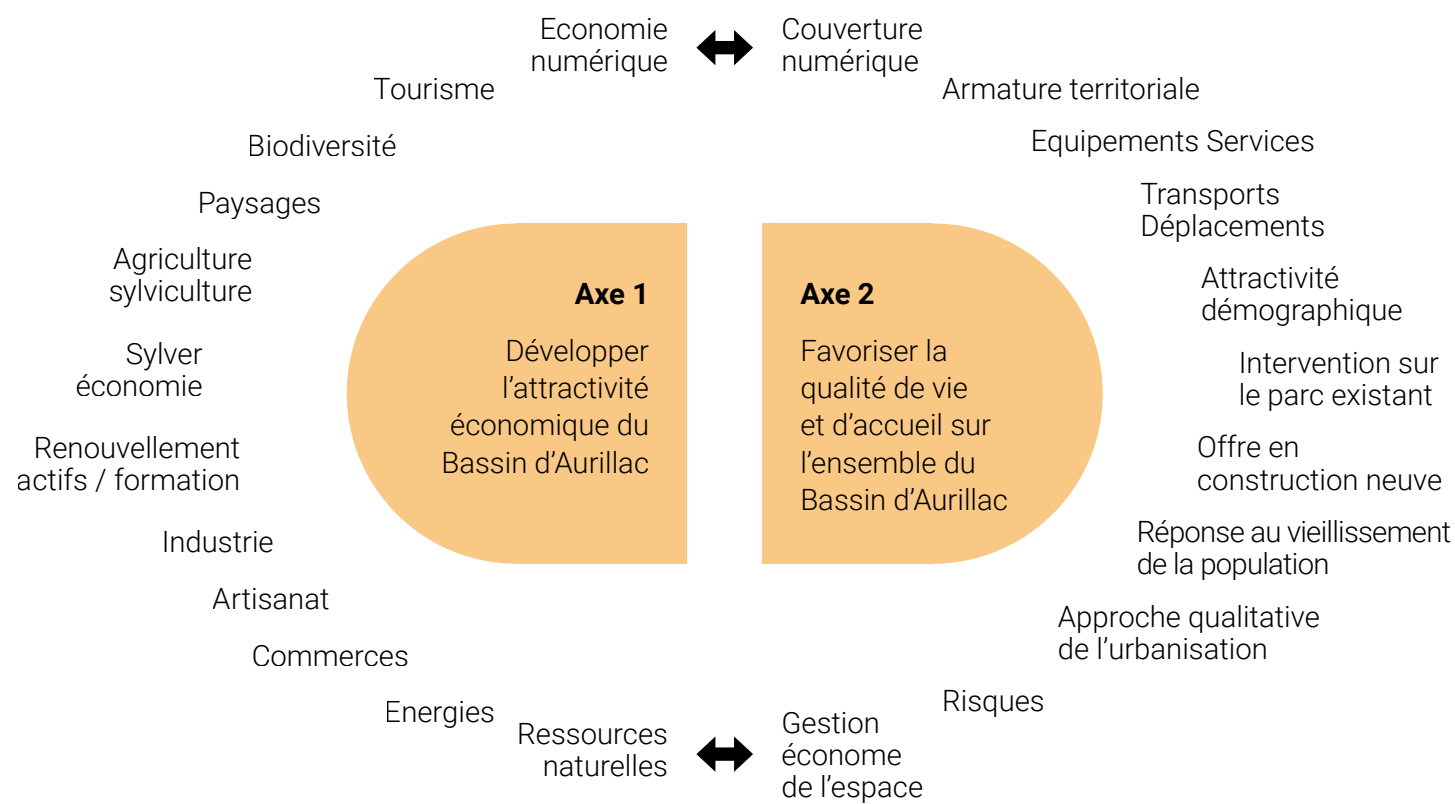 Economie
numérique
Tourisme
Biodiversité
Paysages
Agriculture
sylviculture
Sylver
économie
Renouvellement
actifs / formation
Industrie
Artisanat
Commerces
Energies
Ressources
naturelles
Axe 1
Développer
l’attractivité
économique du
Bassin d’Aurillac
Axe 2
Favoriser la
qualité de vie
et d’accueil sur
l’ensemble du
Bassin d’Aurillac
Couverture
numérique
Armature territoriale
Equipements Services
Transports
Déplacements
Attractivité
démographique
Intervention sur
le parc existant
Offre en
construction neuve
Réponse au vieillissement
de la population
Approche qualitative
de l’urbanisation
Risques
Gestion
économe
de l’espace